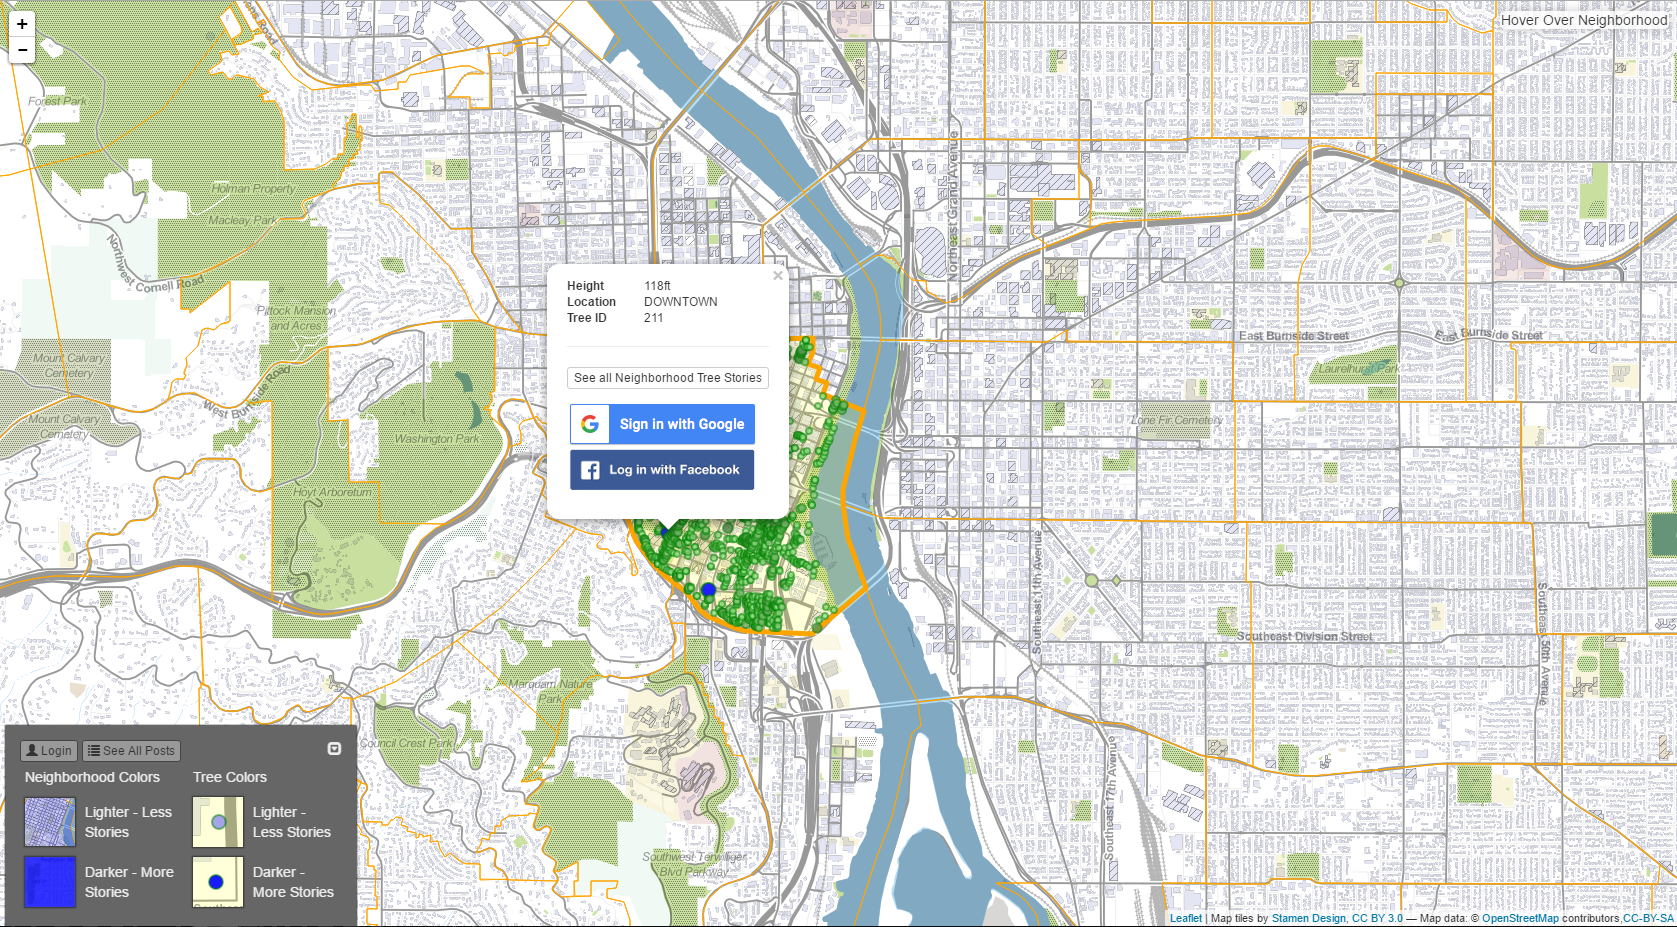 +
−
Hover Over Neighborhood
Forest Park
Northeast Grand Avenue
Holman Property
Macleay Park
Northwest Cornell Road
Height 118ft
Location DOWNTOWN
Tree ID 211
×
Pittock Mansion
and Acres
East Burnside Street
East Burnside Street
Mount Calvary
Cemetery
Laurelhurst Park
See all Neighborhood Tree Stories
West Burnside Road
Mount Calvary
Cemetery
Washington Park
Sign in with Google
Lone Fir Cemetery
Log in with Facebook
Hoyt Arboretum
Southeast 11th Avenue
Southeast 50th Avenue
Southeast Division Street
Marquam Nature
Park
Council Crest Park
Southeast 17th Avenue
Southwest Terwilliger
Blvd Parkway
Login
See All Posts
Neighborhood Colors
Tree Colors
Lighter - Less
Stories
Lighter -
Less Stories
Darker - More
Stories
Darker -
More Stories
Leaflet | Map tiles by Stamen Design, CC BY 3.0 — Map data: © OpenStreetMap contributors,CC-BY-SA